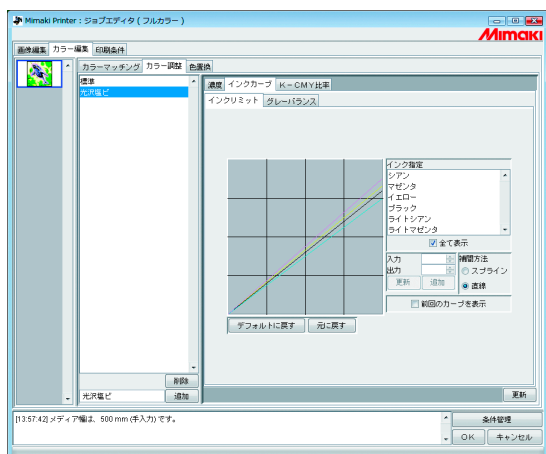 Mimaki Printer : ジョブエディタ ( フルカラー )
Mimaki
画像編集 カラー編集 印刷条件
カラーマッチング カラー調整 色置換
標準
光沢塩ビ
濃度 インクカーブ K－CMY比率
インクリミット グレーバランス
インク指定
シアン
マゼンタ
イエロー
ブラック
ライトシアン
ライトマゼンタ
全て表示
入力
出力
更新 追加
補間方法
スプライン
直線
前回のカーブを表示
デフォルトに戻す 元に戻す
削除
光沢塩ビ 追加
更新
[13:57:42] メディア幅は、500 mm (手入力) です。
条件管理
OK キャンセル